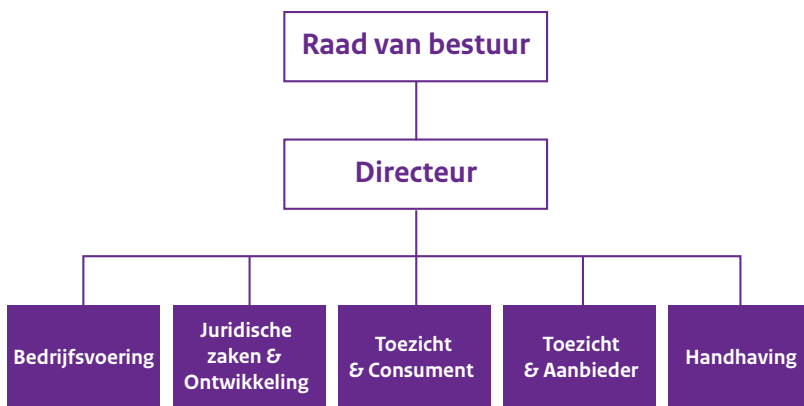 Raad van bestuur
Directeur
Bedrijfsvoering
Juridische
zaken &
Ontwikkeling
Toezicht
& Consument
Toezicht
& Aanbieder
Handhaving